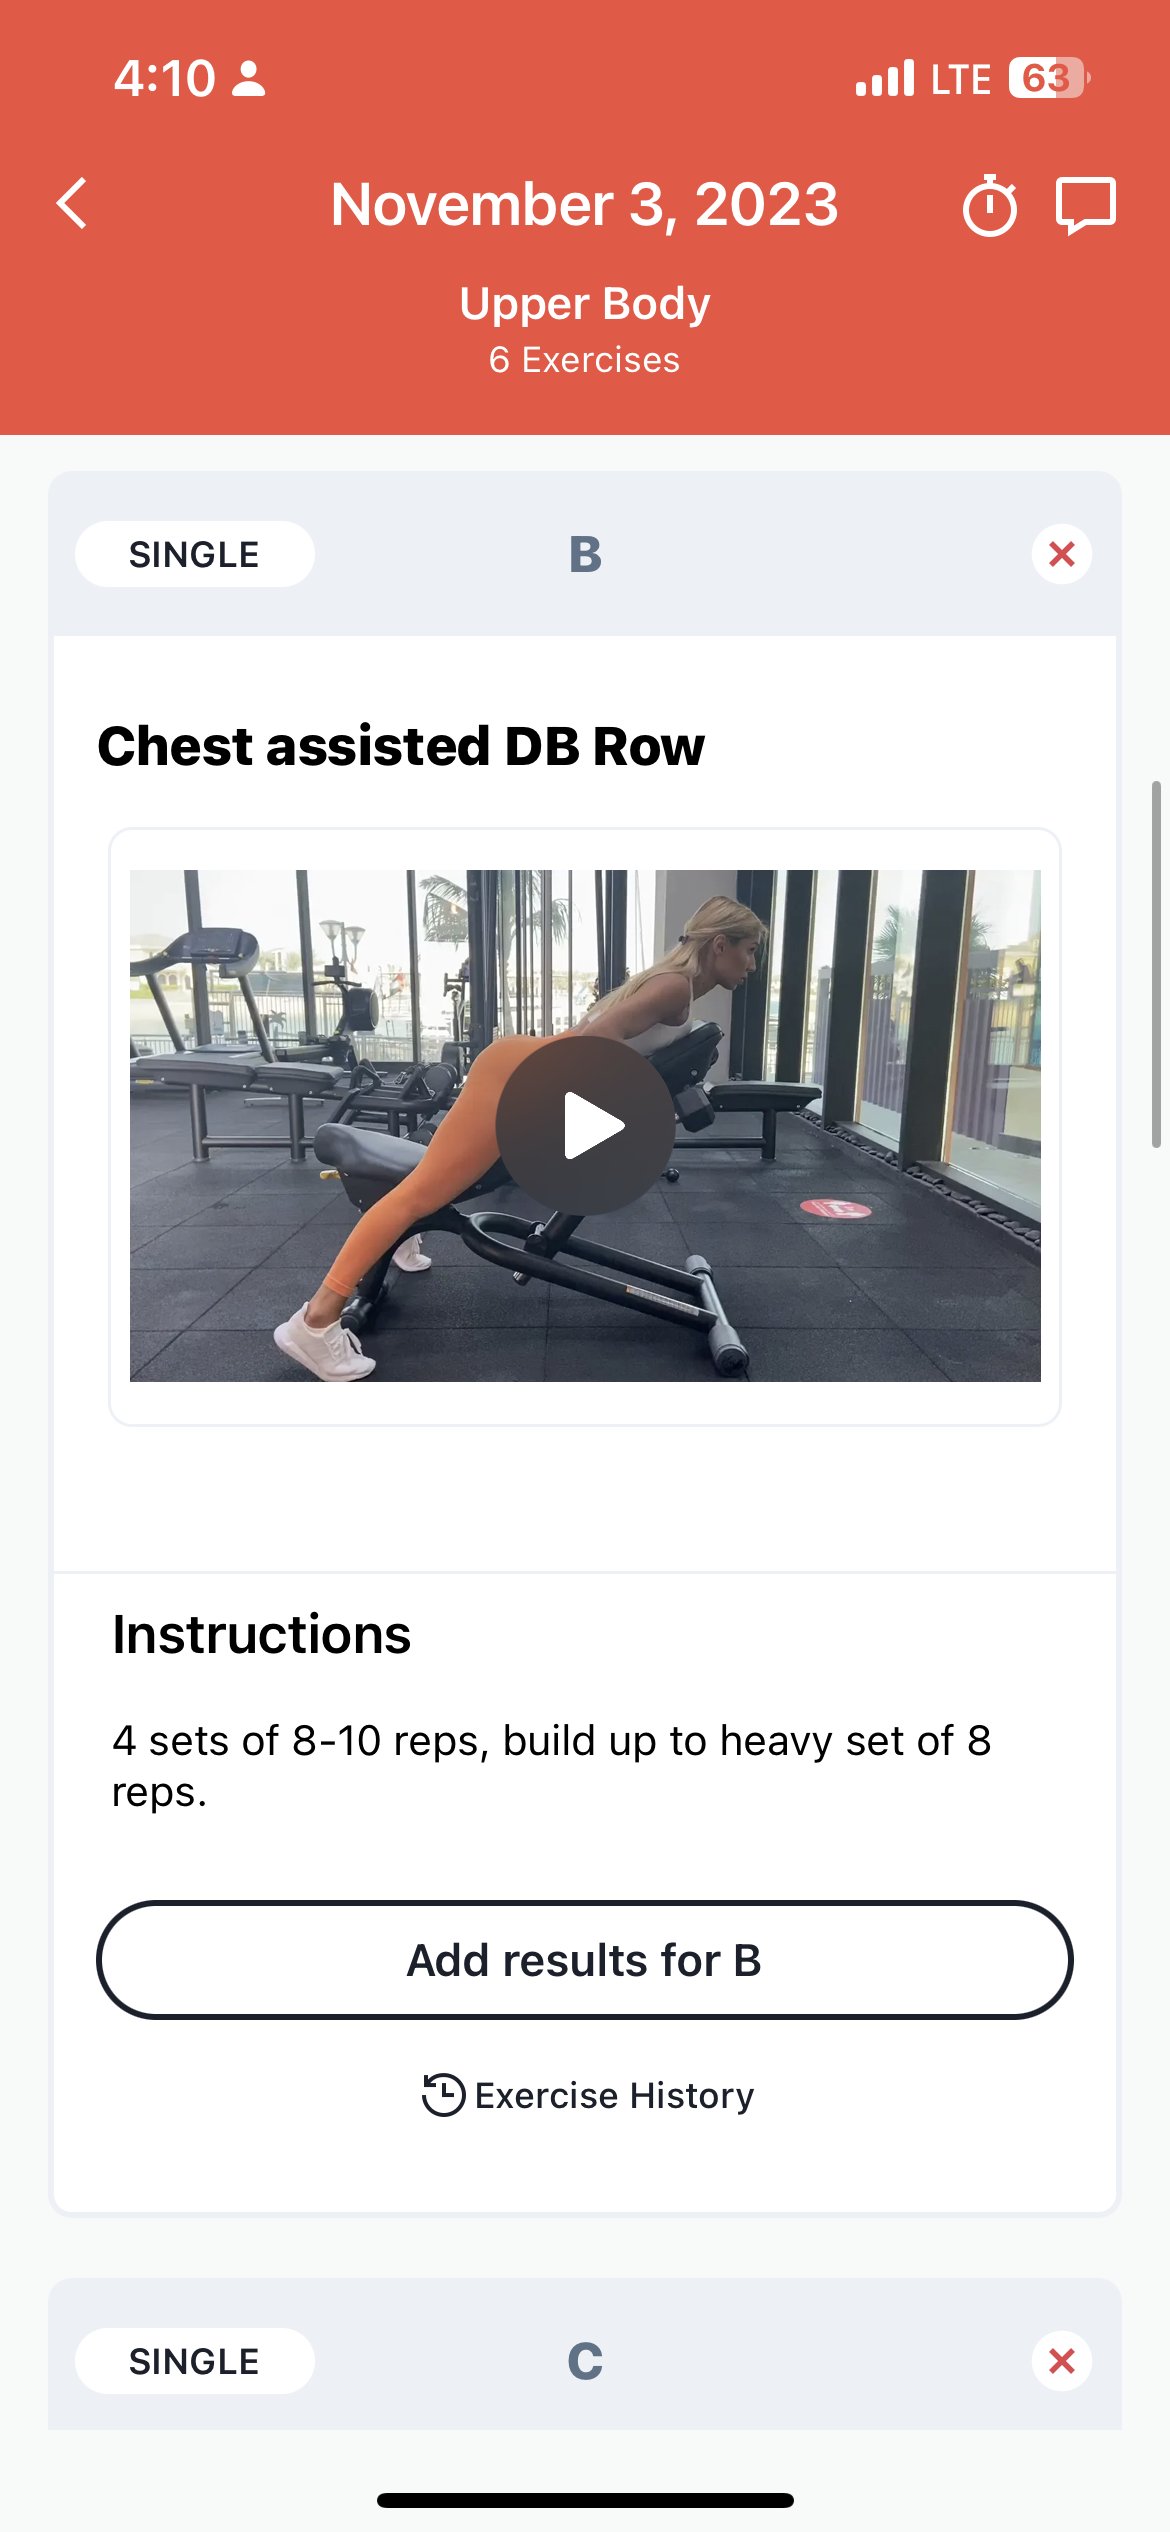 4:10
LTE 63
November 3, 2023
Upper Body
6 Exercises
SINGLE
B
Chest assisted DB Row
Instructions
4 sets of 8-10 reps, build up to heavy set of 8
reps.
Add results for B
Exercise History
SINGLE
C